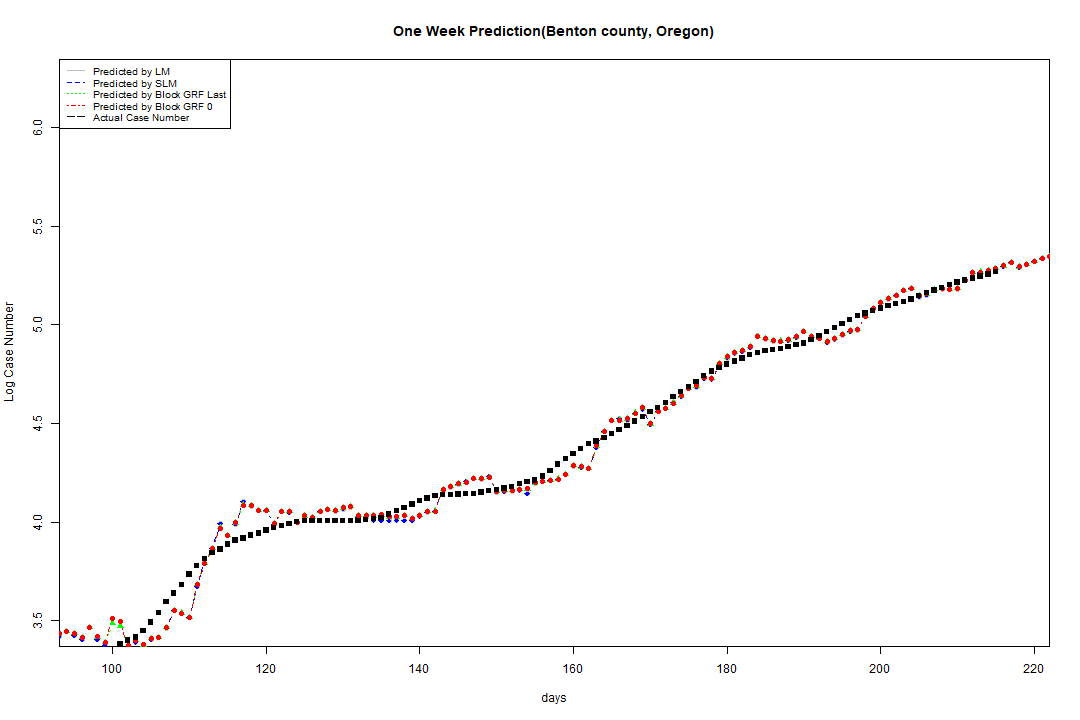 One Week Prediction(Benton county, Oregon)
Predicted by LM
Predicted by SLM
Predicted by Block GRF Last
Predicted by Block GRF 0
Actual Case Number
6.0
5.5
5.0
4.5
4.0
3.5
Log Case Number
100 120 140 160 180 200 220
days